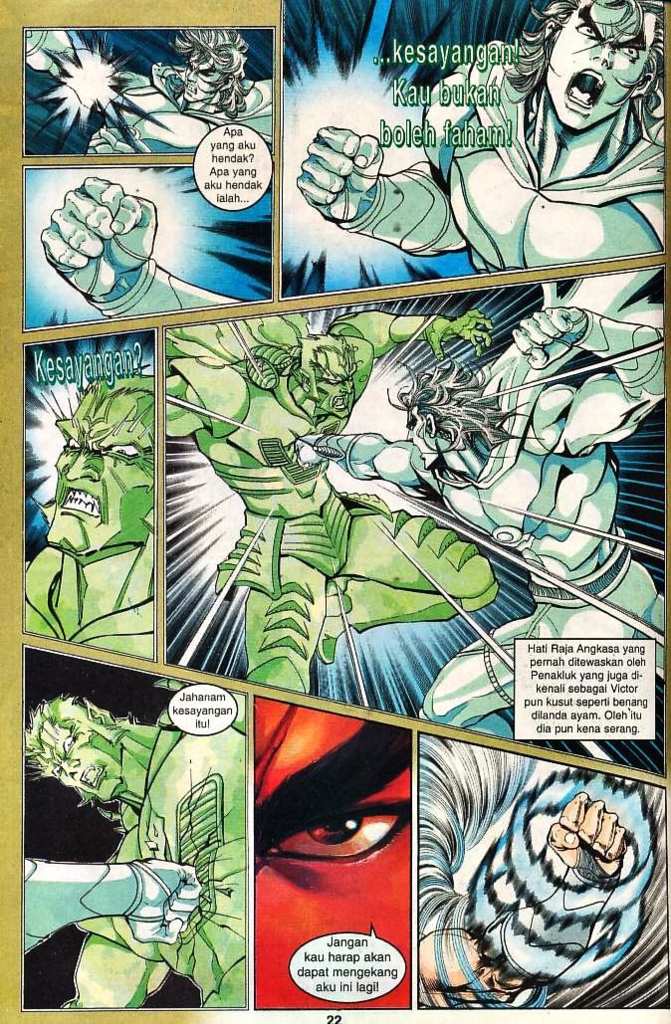 Apa
yang aku
hendak?
Apa yang
aku hendak
ialah...
...kesayangan!
Kau bukan
boleh faham!
Kesayangan?
Hati Raja Angkasa yang
pernah ditewaskan oleh
Penakluk yang juga di-
kenali sebagai Victor
pun kusut seperti benang
dilanda ayam. Oleh itu
dia pun kena serang.
Jahanam
kesayangan
itu!
Jangan
kau harap akan
dapat mengekang
aku ini lagi!
22